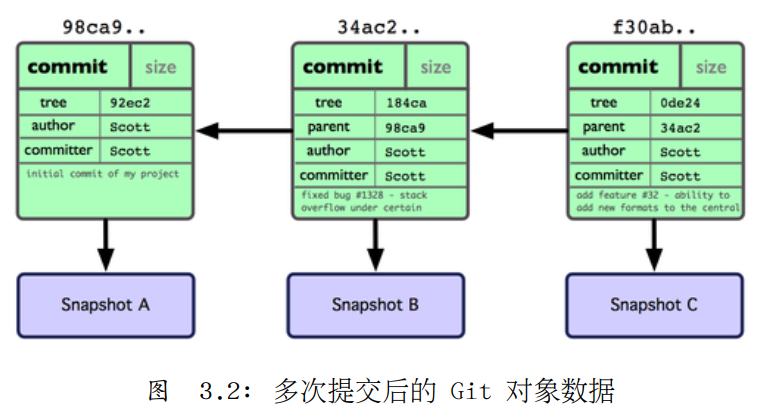 98ca9..
34ac2..
f30ab..
commit size
tree 92ec2
author Scott
committer Scott
initial commit of my project
commit size
tree 184ca
parent 98ca9
author Scott
committer Scott
fixed bug #1328 - stack
overflow under certain
commit size
tree 0de24
parent 34ac2
author Scott
committer Scott
add feature #32 - ability to
add new formats to the central
Snapshot A
Snapshot B
Snapshot C
图 3.2: 多次提交后的 Git 对象数据